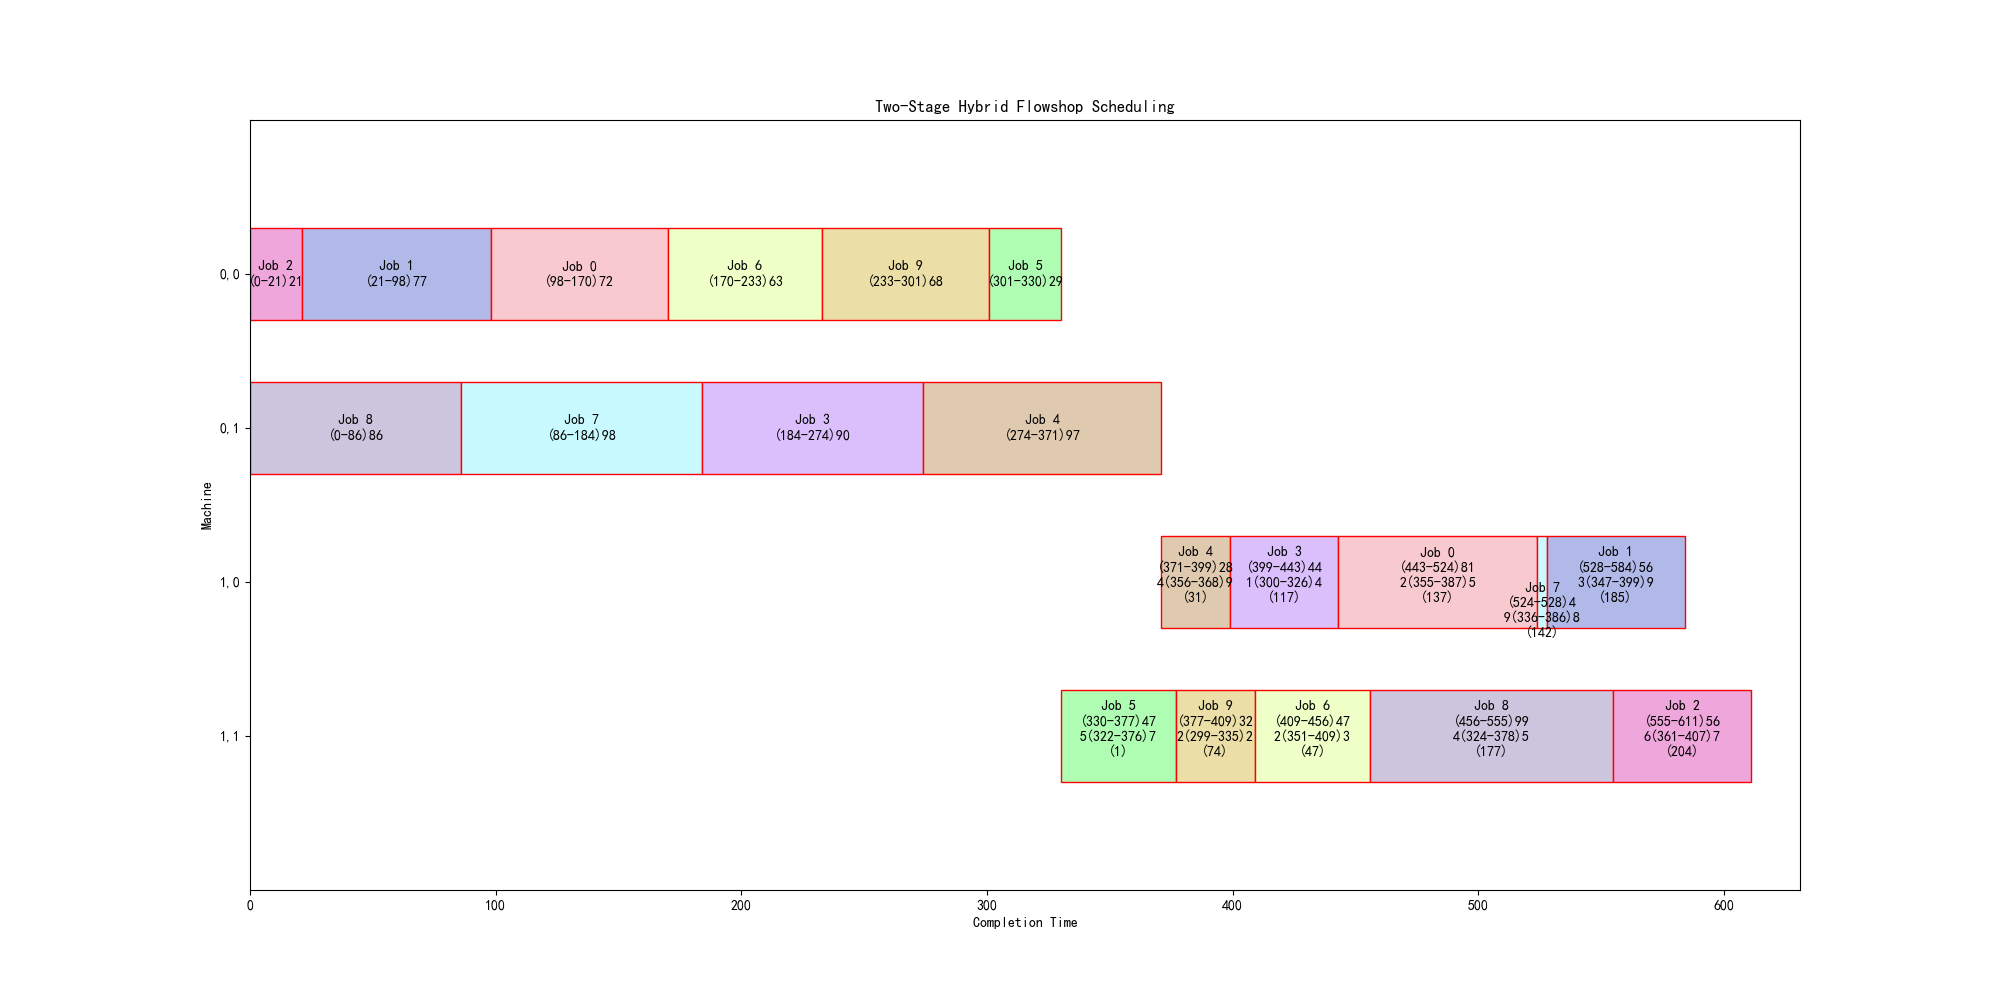 Two-Stage Hybrid Flowshop Scheduling
Machine
0,0
Job 2
(0-21)21
Job 1
(21-98)77
Job 0
(98-170)72
Job 6
(170-233)63
Job 9
(233-301)68
Job 5
(301-330)29
0,1
Job 8
(0-86)86
Job 7
(86-184)98
Job 3
(184-274)90
Job 4
(274-371)97
1,0
Job 4
(371-399)28
4(356-368)9
(31)
Job 3
(399-443)44
1(300-326)4
(117)
Job 0
(443-524)81
2(355-387)5
(137)
Job 7
(524-528)4
9(336-386)8
(142)
Job 1
(528-584)56
3(347-399)9
(185)
1,1
Job 5
(330-377)47
5(322-376)7
(1)
Job 9
(377-409)32
2(299-335)2
(74)
Job 6
(409-456)47
2(351-409)3
(47)
Job 8
(456-555)99
4(324-378)5
(177)
Job 2
(555-611)56
6(361-407)7
(204)
0
100
200
300
400
500
600
Completion Time